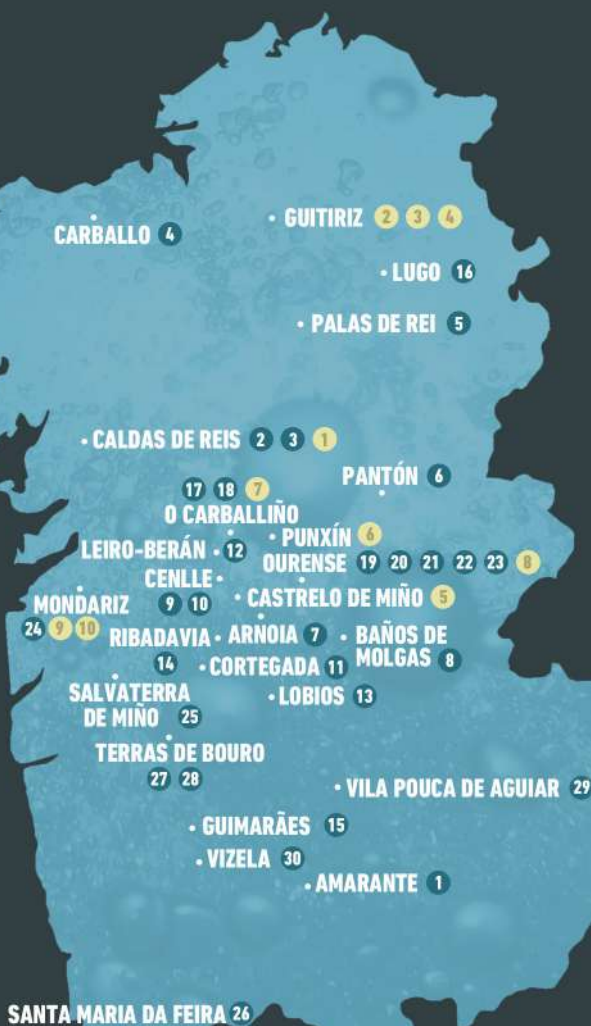 GUITIRIZ 2 3 4
CARBALLO 4
LUGO 16
PALAS DE REI 5
CALDAS DE REIS 2 3 1
PANTÓN 6
17 18 7
O CARBALLIÑO
PUNXÍN 6
LEIRO-BERÁN 12
OURENSE 19 20 21 22 23 8
CENLLE
9 10
CASTRELO DE MIÑO 5
MONDARIZ
24 9 10
RIBADAVIA
14
ARNOIA 7
BAÑOS DE
MOLGAS 8
CORTEGADA 11
SALVATERRA
DE MIÑO 25
LOBIOS 13
TERRAS DE BOURO
27 28
VILA POUCA DE AGUIAR 29
GUIMARÃES 15
VIZELA 30
AMARANTE 1
SANTA MARIA DA FEIRA 26